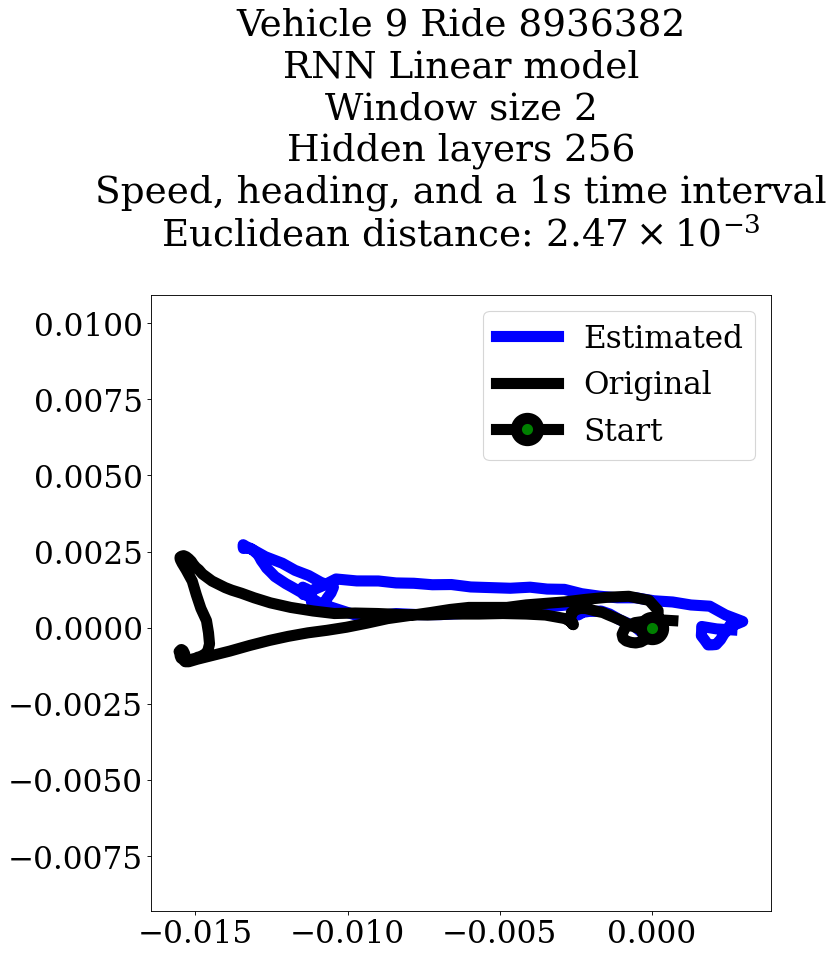 Vehicle 9 Ride 8936382
RNN Linear model
Window size 2
Hidden layers 256
Speed, heading, and a 1s time interval
Euclidean distance: 2.47 × 10⁻³
Estimated
Original
Start
0.0100
0.0075
0.0050
0.0025
0.0000
−0.0025
−0.0050
−0.0075
−0.015 −0.010 −0.005 0.000